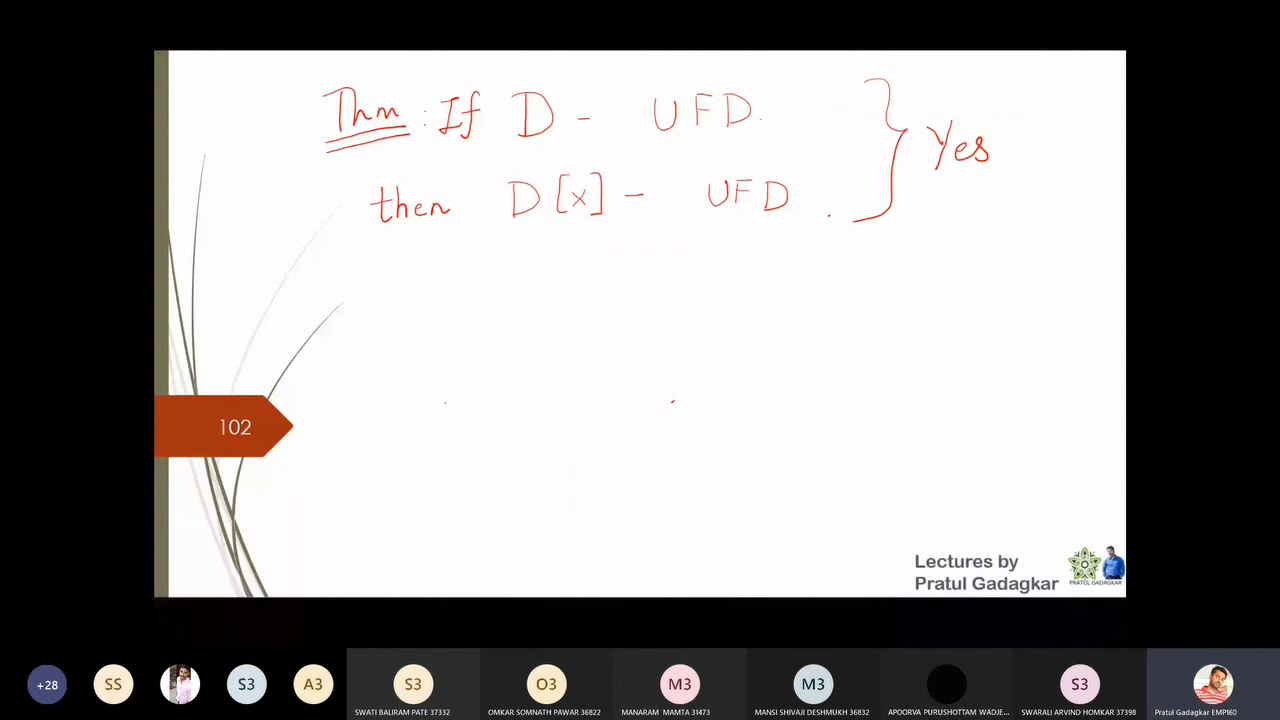 Thm : If D - UFD.
then D[x] - UFD .
} Yes
102
Lectures by
Pratul Gadagkar
PRATUL GADAGKAR
+28
SS
S3
A3
S3
O3
M3
M3
S3
SWATI BALIRAM PATE 37332
OMKAR SOMNATH PAWAR 36822
MANARAM MAMTA 31473
MANSI SHIVAJI DESHMUKH 36832
APOORVA PURUSHOTTAM WADJE...
SWARALI ARVIND HOMKAR 37398
Pratul Gadagkar EMP160